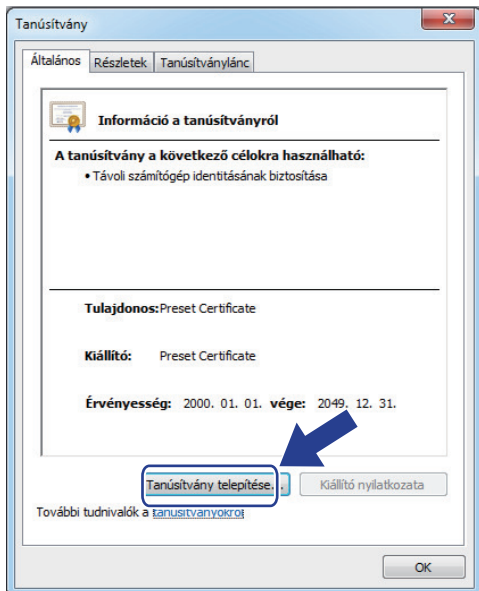 Tanúsítvány
Általános Részletek Tanúsítványlánc
Információ a tanúsítványról
A tanúsítvány a következő célokra használható:
• Távoli számítógép identitásának biztosítása
Tulajdonos: Preset Certificate
Kiállító: Preset Certificate
Érvényesség: 2000. 01. 01. vége: 2049. 12. 31.
Tanúsítvány telepítése... Kiállító nyilatkozata
További tudnivalók a tanúsítványokról
OK